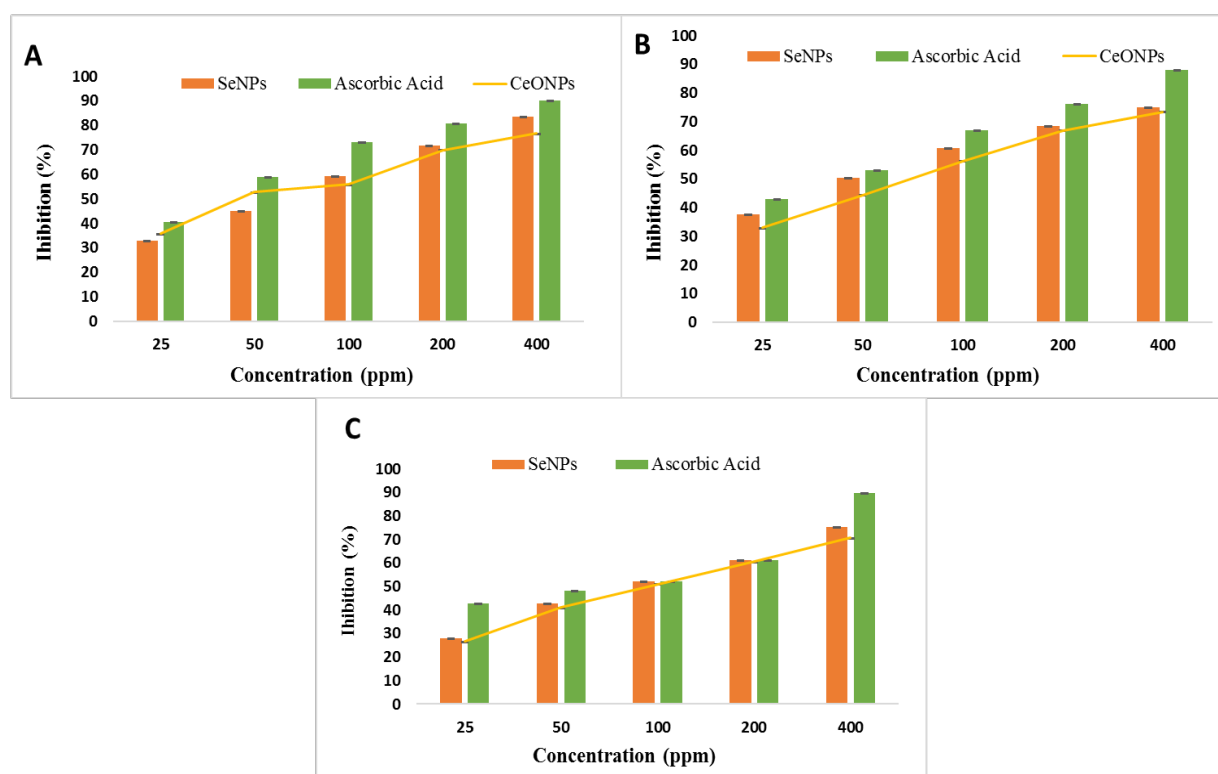 A
SeNPs Ascorbic Acid CeONPs
Ihibition (%)
100
90
80
70
60
50
40
30
20
10
0
25 50 100 200 400
Concentration (ppm)
B
SeNPs Ascorbic Acid CeONPs
Ihibition (%)
100
90
80
70
60
50
40
30
20
10
0
25 50 100 200 400
Concentration (ppm)
C
SeNPs Ascorbic Acid
Ihibition (%)
100
90
80
70
60
50
40
30
20
10
0
25 50 100 200 400
Concentration (ppm)